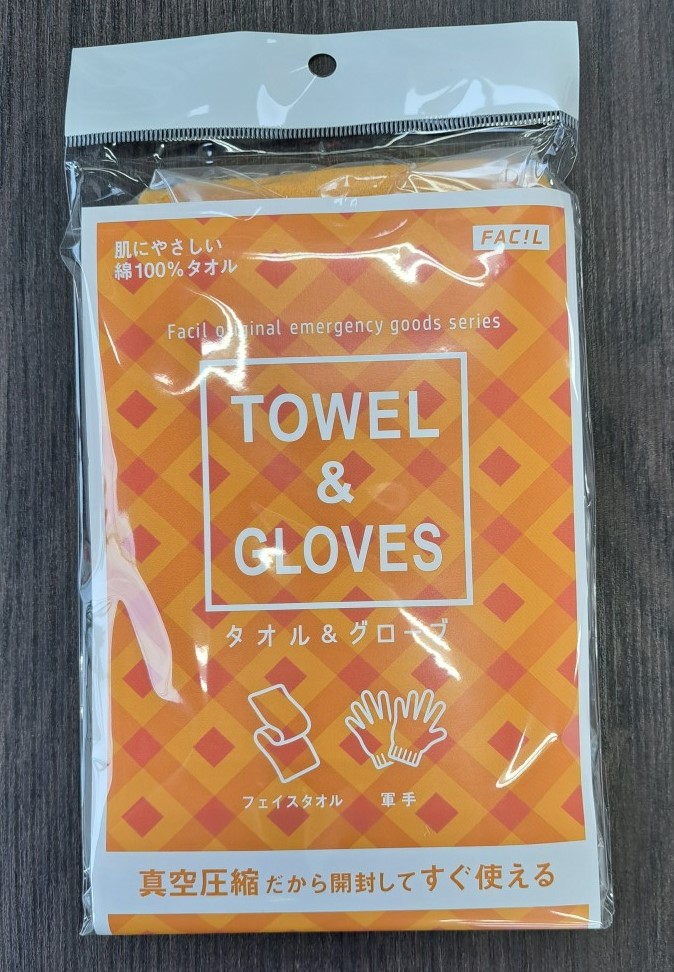 肌にやさしい
綿100%タオル
FAC!L
Facil original emergency goods series
TOWEL
&
GLOVES
タオル&グローブ
フェイスタオル
軍手
真空圧縮だから開封してすぐ使える